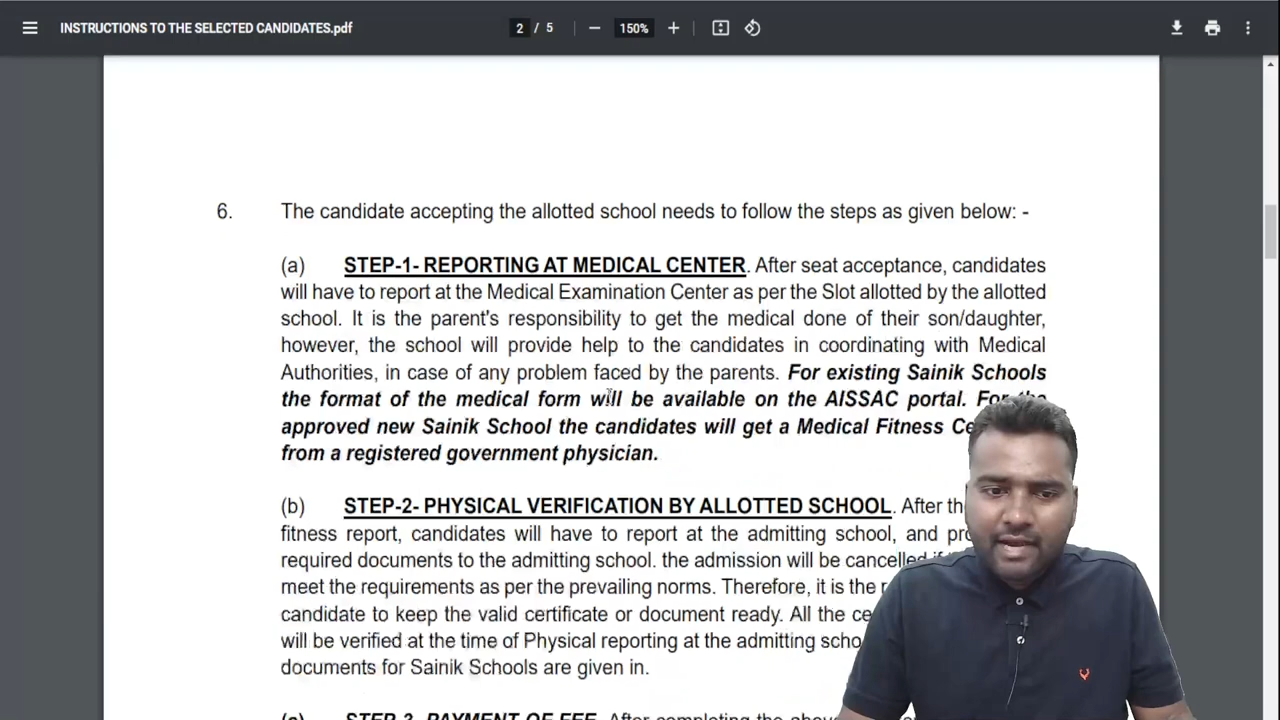 INSTRUCTIONS TO THE SELECTED CANDIDATES.pdf 2 / 5 150%
6. The candidate accepting the allotted school needs to follow the steps as given below: -
(a) STEP-1- REPORTING AT MEDICAL CENTER. After seat acceptance, candidates
will have to report at the Medical Examination Center as per the Slot allotted by the allotted
school. It is the parent's responsibility to get the medical done of their son/daughter,
however, the school will provide help to the candidates in coordinating with Medical
Authorities, in case of any problem faced by the parents. For existing Sainik Schools
the format of the medical form will be available on the AISSAC portal. For the
approved new Sainik School the candidates will get a Medical Fitness
from a registered government physician.
(b) STEP-2- PHYSICAL VERIFICATION BY ALLOTTED SCHOOL. After
fitness report, candidates will have to report at the admitting school, and
required documents to the admitting school. the admission will be cancelled
meet the requirements as per the prevailing norms. Therefore, it is the
candidate to keep the valid certificate or document ready. All the
will be verified at the time of Physical reporting at the admitting
documents for Sainik Schools are given in.
STEP-3- PAYMENT OF FEE. After completing the